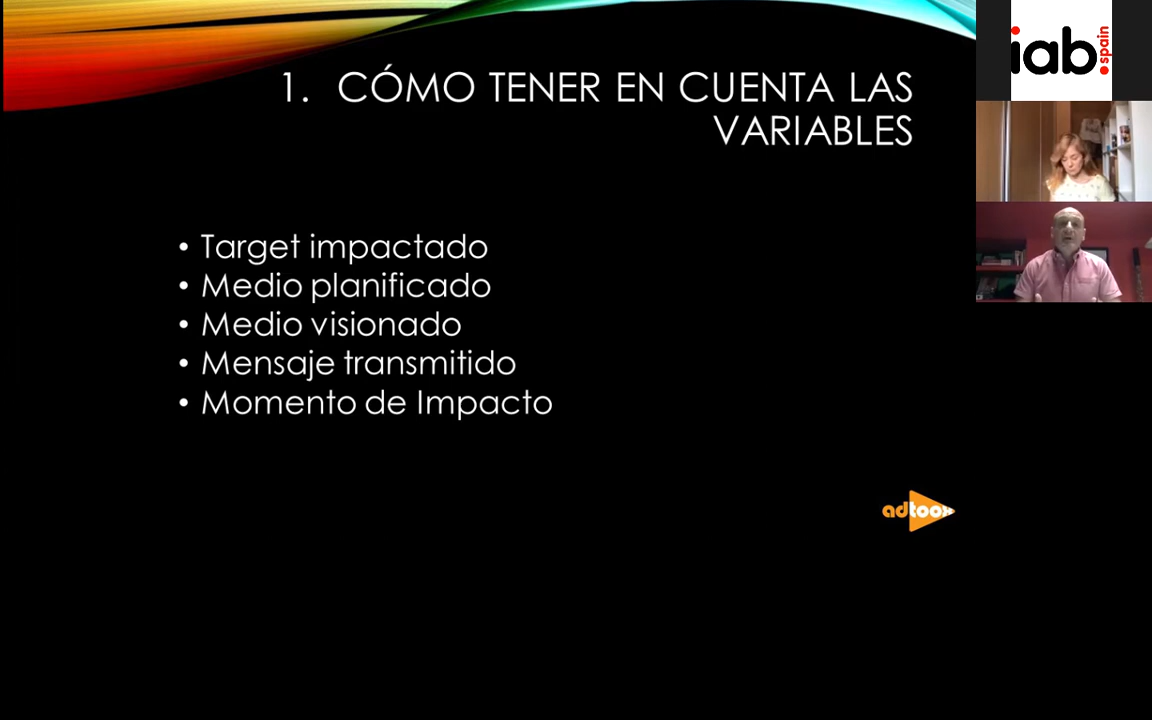 1. CÓMO TENER EN CUENTA LAS
VARIABLES
• Target impactado
• Medio planificado
• Medio visionado
• Mensaje transmitido
• Momento de Impacto
adtoox
iab
spain